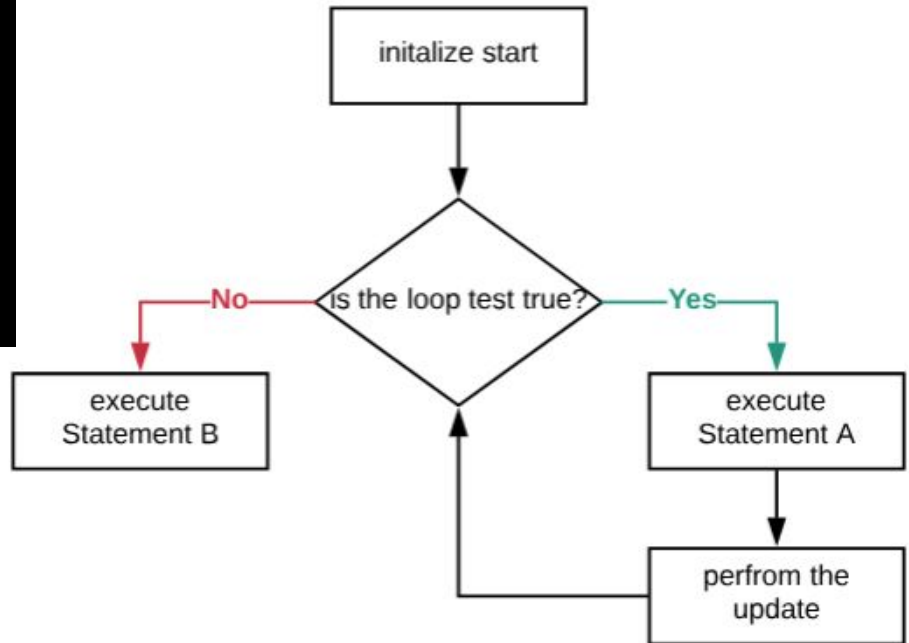 initalize start
is the loop test true?
No
Yes
execute
Statement B
execute
Statement A
perfrom the
update